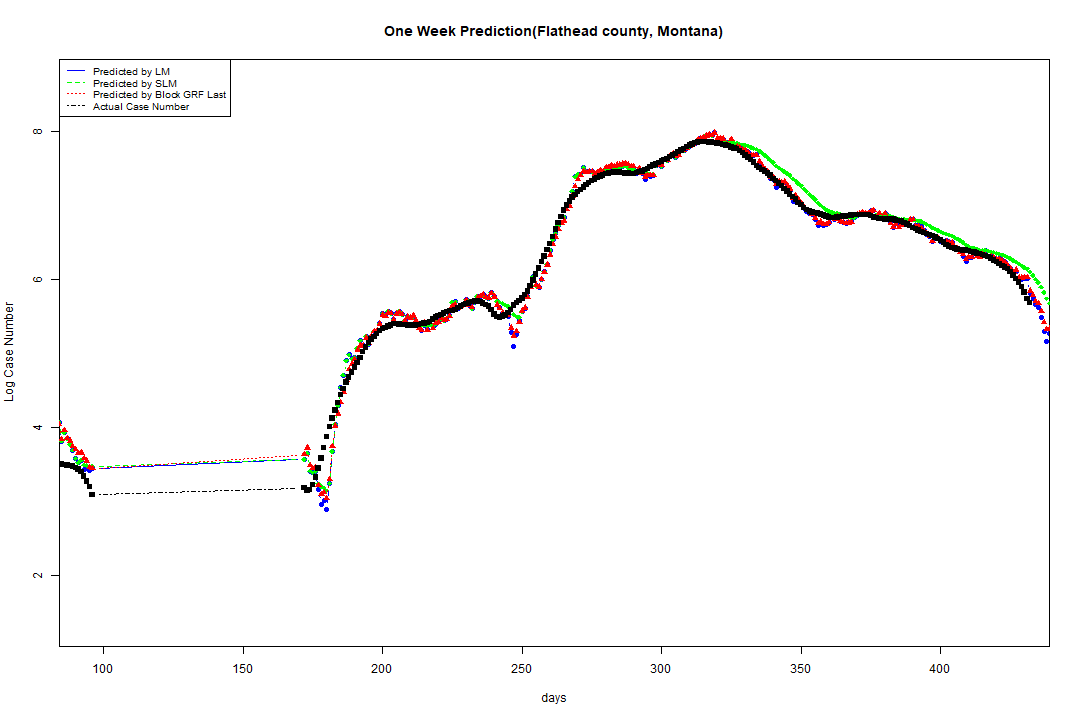 One Week Prediction(Flathead county, Montana)
Predicted by LM
Predicted by SLM
Predicted by Block GRF Last
Actual Case Number
8
6
4
2
Log Case Number
100 150 200 250 300 350 400
days